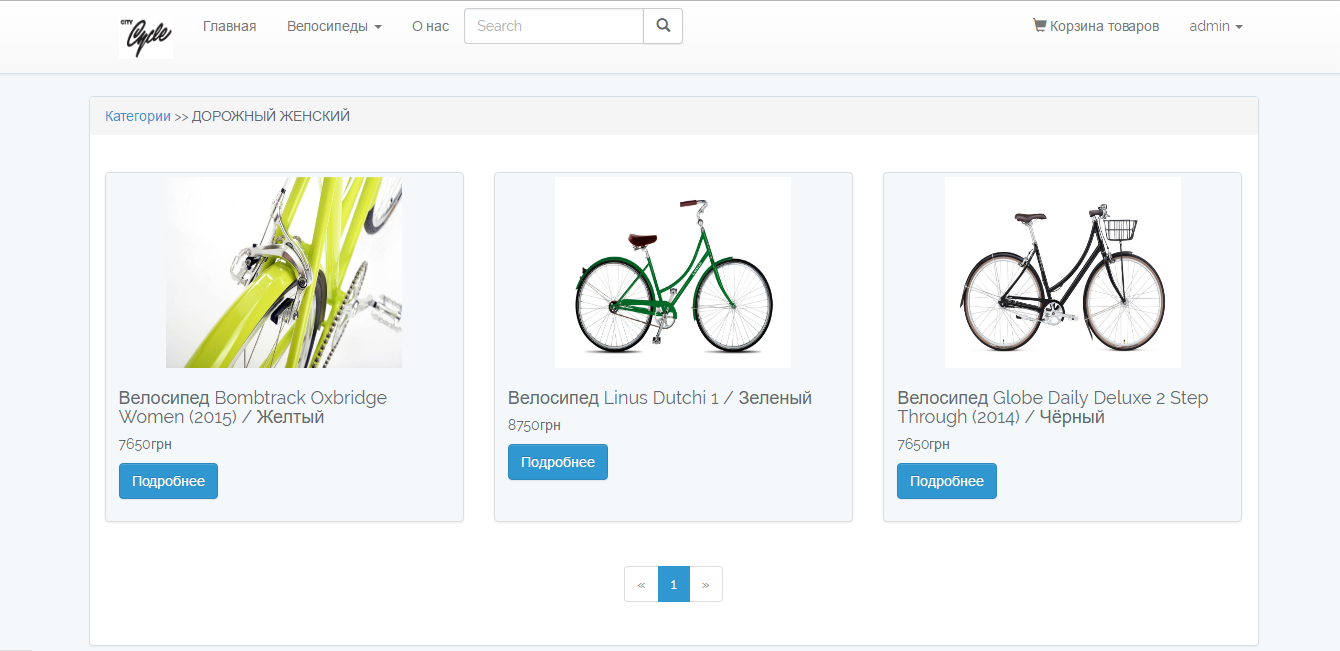 CITY
Cycle
Главная
Велосипеды
О нас
Search
Корзина товаров
admin
Категории >> ДОРОЖНЫЙ ЖЕНСКИЙ
Велосипед Bombtrack Oxbridge
Women (2015) / Желтый
7650грн
Подробнее
Велосипед Linus Dutchi 1 / Зеленый
8750грн
Подробнее
Велосипед Globe Daily Deluxe 2 Step
Through (2014) / Чёрный
7650грн
Подробнее
« 1 »